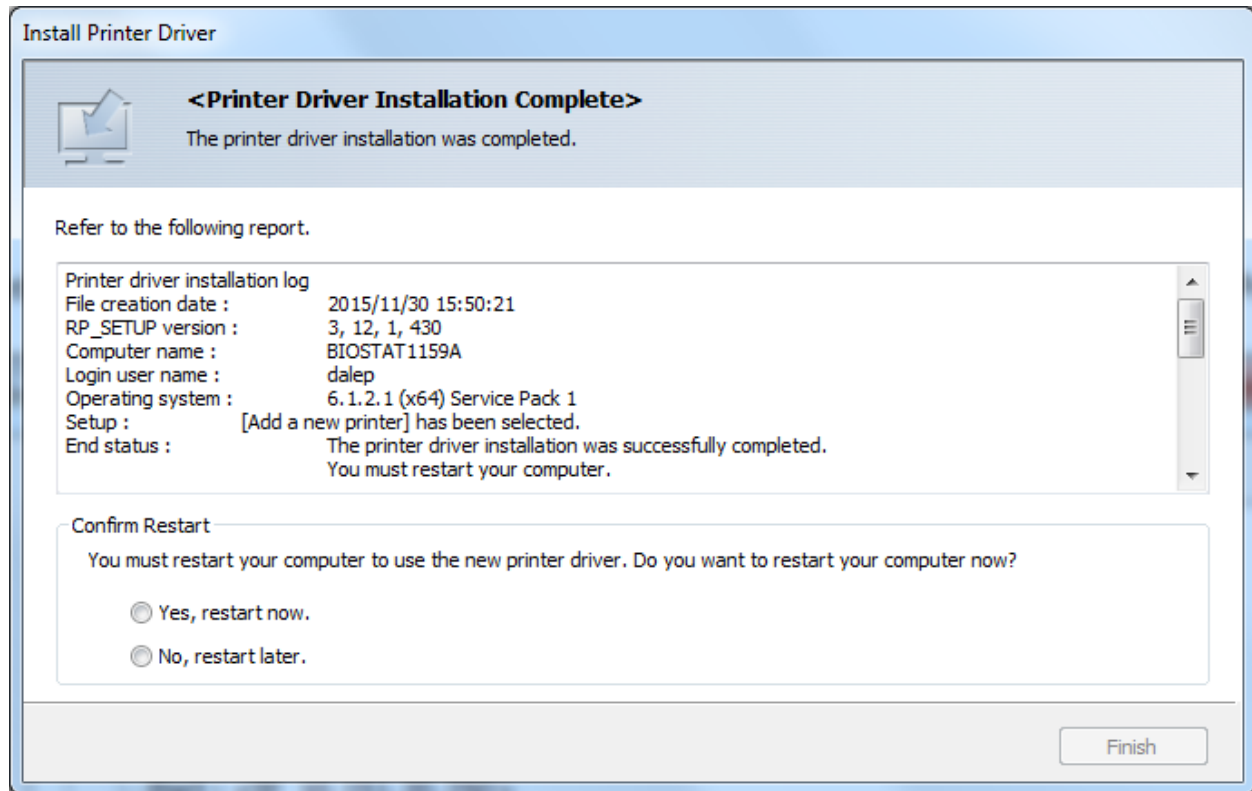 Install Printer Driver
<Printer Driver Installation Complete>
The printer driver installation was completed.
Refer to the following report.
Printer driver installation log
File creation date : 2015/11/30 15:50:21
RP_SETUP version : 3, 12, 1, 430
Computer name : BIOSTAT1159A
Login user name : dalep
Operating system : 6.1.2.1 (x64) Service Pack 1
Setup : [Add a new printer] has been selected.
End status : The printer driver installation was successfully completed.
You must restart your computer.
Confirm Restart
You must restart your computer to use the new printer driver. Do you want to restart your computer now?
Yes, restart now.
No, restart later.
Finish